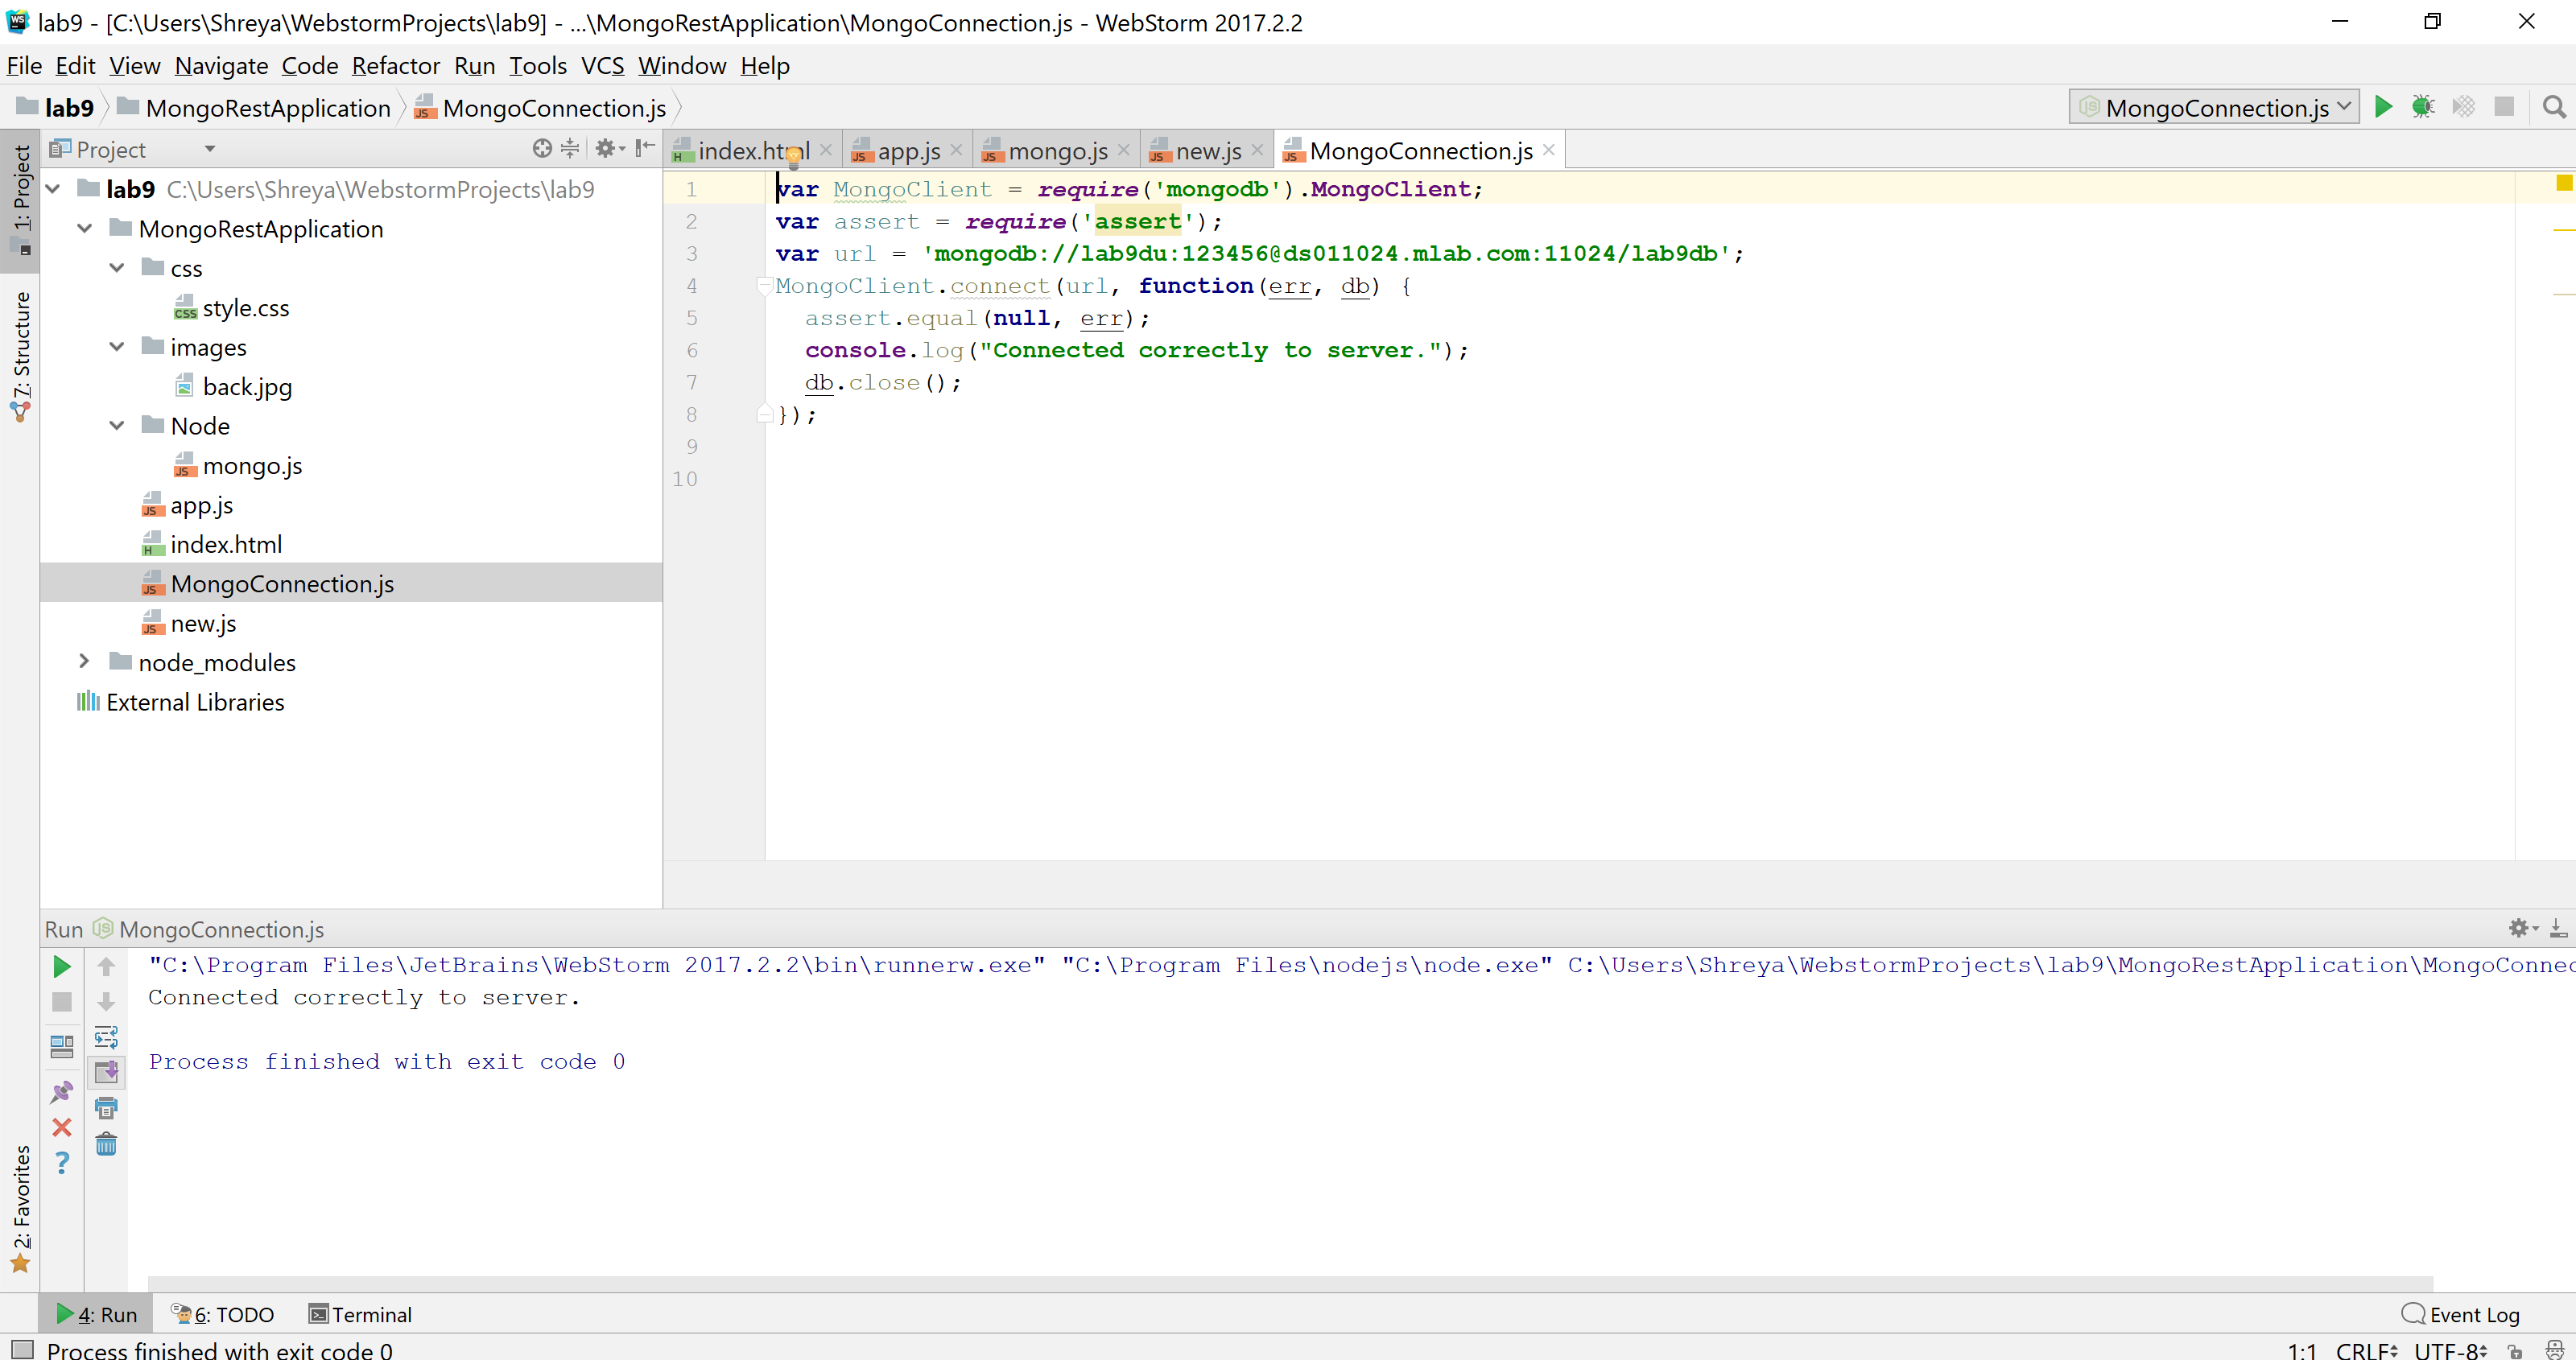 lab9 - [C:\Users\Shreya\WebstormProjects\lab9] - ...\MongoRestApplication\MongoConnection.js - WebStorm 2017.2.2
File Edit View Navigate Code Refactor Run Tools VCS Window Help
lab9 MongoRestApplication MongoConnection.js
MongoConnection.js
Project
index.html app.js mongo.js new.js MongoConnection.js
1: Project
7: Structure
2: Favorites
lab9 C:\Users\Shreya\WebstormProjects\lab9
MongoRestApplication
css
style.css
images
back.jpg
Node
mongo.js
app.js
index.html
MongoConnection.js
new.js
node_modules
External Libraries
1 var MongoClient = require('mongodb').MongoClient;
2 var assert = require('assert');
3 var url = 'mongodb://lab9du:123456@ds011024.mlab.com:11024/lab9db';
4 MongoClient.connect(url, function(err, db) {
5 assert.equal(null, err);
6 console.log("Connected correctly to server.");
7 db.close();
8 });
9
10
Run MongoConnection.js
"C:\Program Files\JetBrains\WebStorm 2017.2.2\bin\runnerw.exe" "C:\Program Files\nodejs\node.exe" C:\Users\Shreya\WebstormProjects\lab9\MongoRestApplication\MongoConnec
Connected correctly to server.
Process finished with exit code 0
4: Run 6: TODO Terminal Event Log
Process finished with exit code 0 1:1 CRLF UTF-8